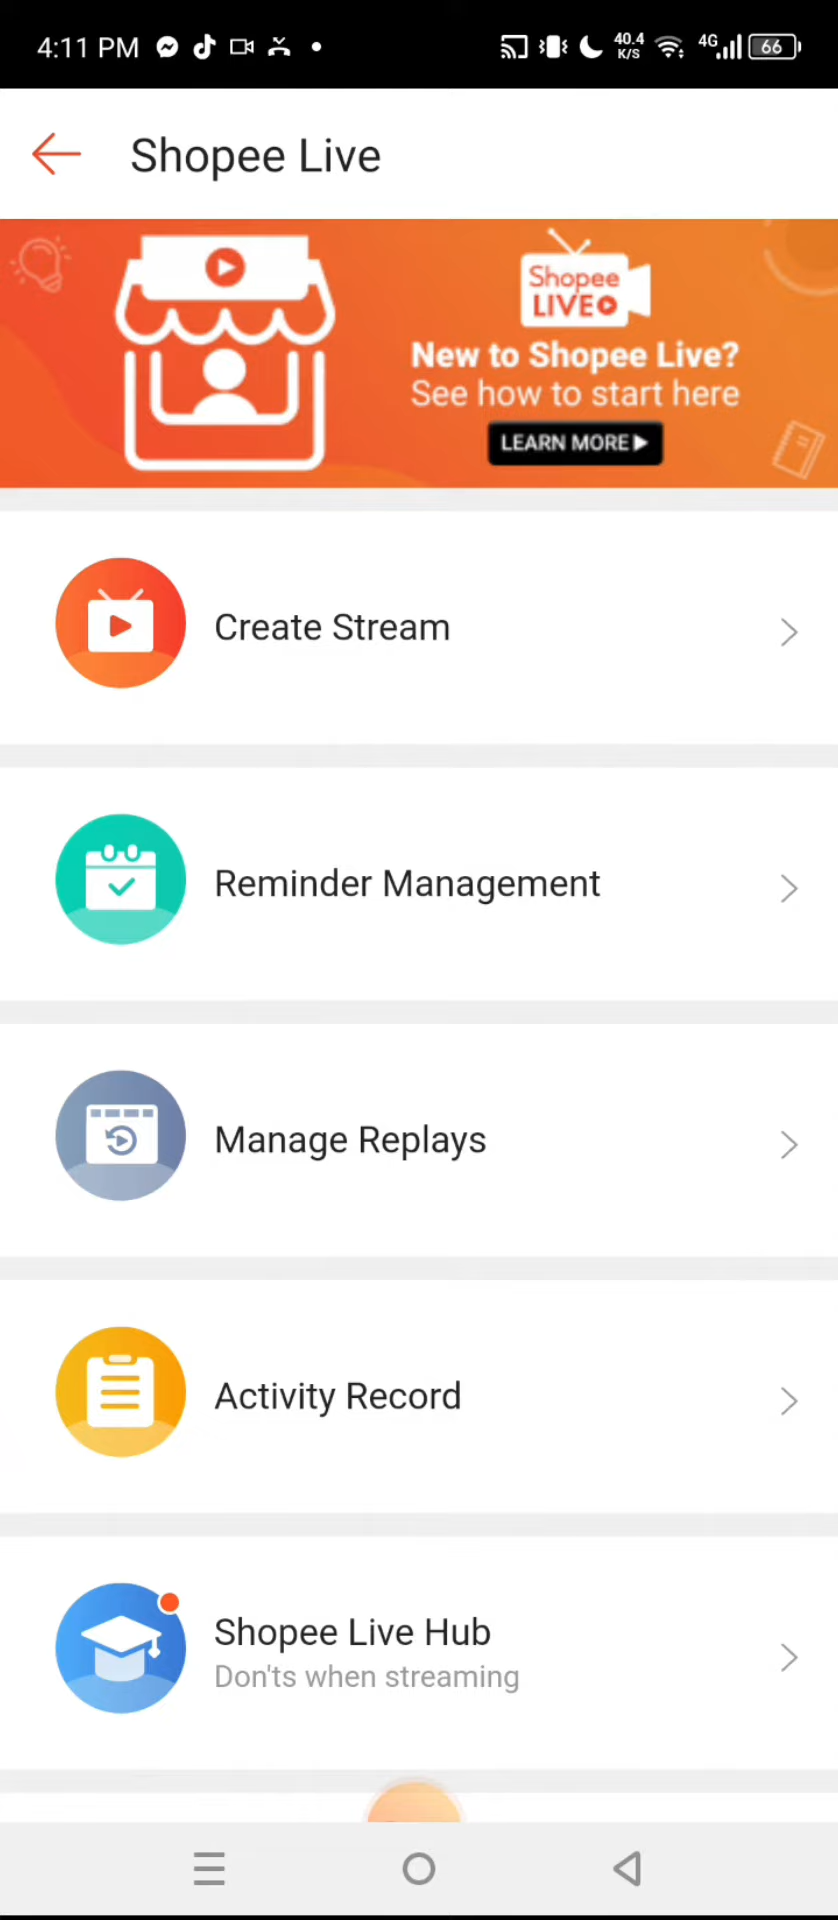 4:11 PM
40.4
K/S
4G
66
Shopee Live
Shopee
LIVE
New to Shopee Live?
See how to start here
LEARN MORE
Create Stream
Reminder Management
Manage Replays
Activity Record
Shopee Live Hub
Don'ts when streaming